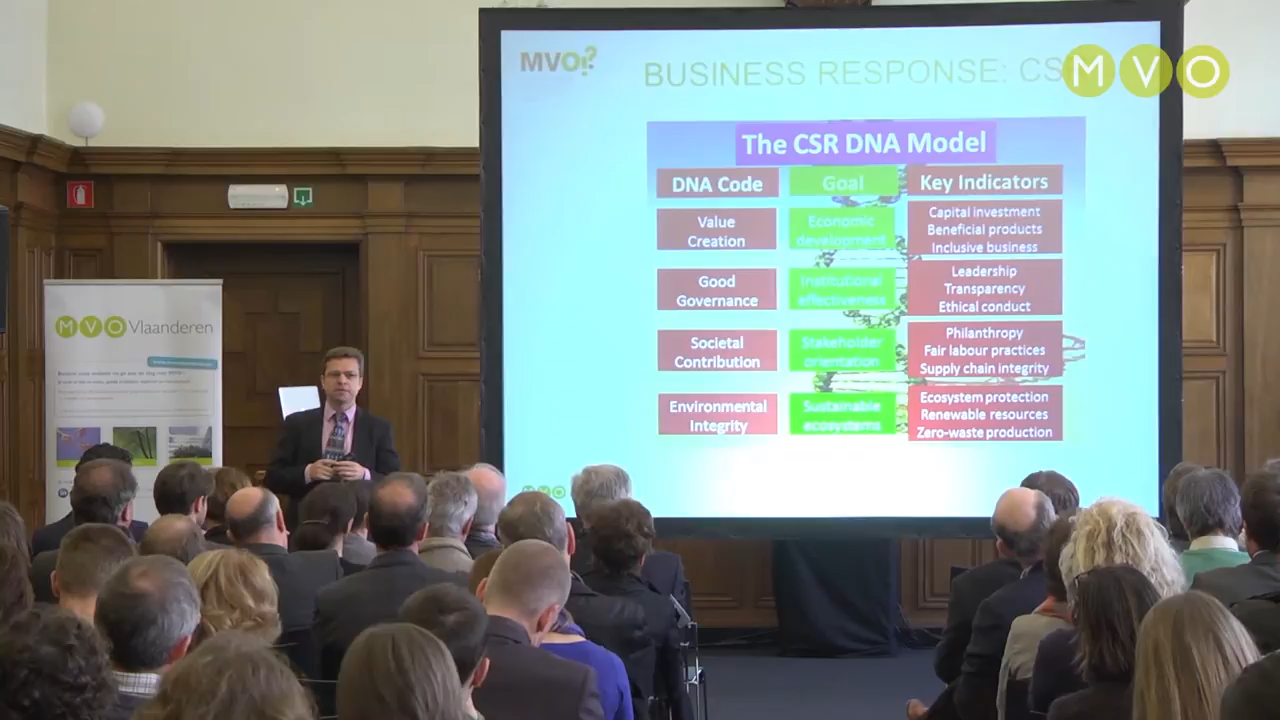 MVO
BUSINESS RESPONSE: CS
MVO
The CSR DNA Model
DNA Code
Goal
Key Indicators
Value
Creation
Economic
development
Capital investment
Beneficial products
Inclusive business
Good
Governance
Institutional
effectiveness
Leadership
Transparency
Ethical conduct
Societal
Contribution
Stakeholder
orientation
Philanthropy
Fair labour practices
Supply chain integrity
Environmental
Integrity
Sustainable
ecosystems
Ecosystem protection
Renewable resources
Zero-waste production
MVO Vlaanderen